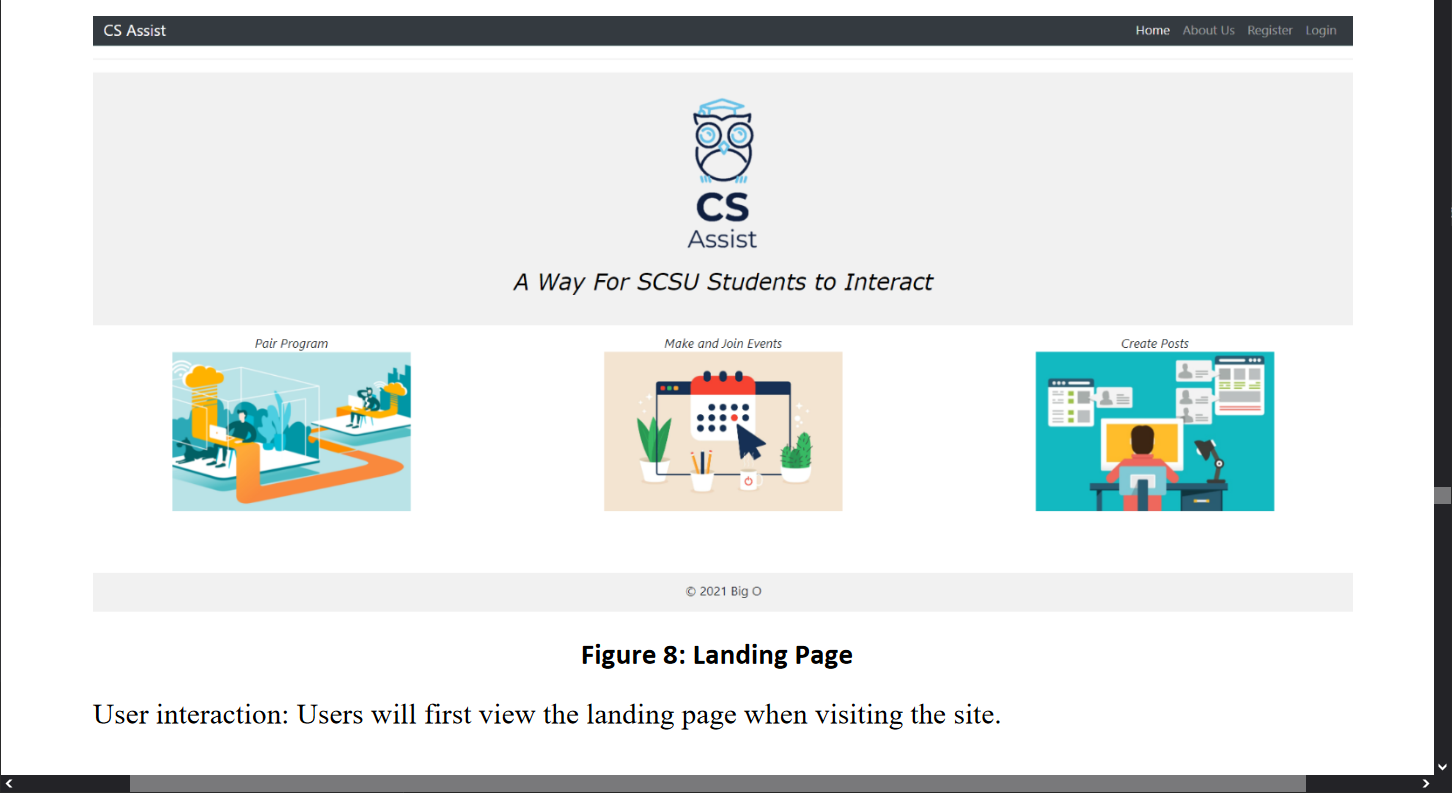 CS Assist
Home About Us Register Login
CS
Assist
A Way For SCSU Students to Interact
Pair Program
Make and Join Events
Create Posts
© 2021 Big O
Figure 8: Landing Page
User interaction: Users will first view the landing page when visiting the site.